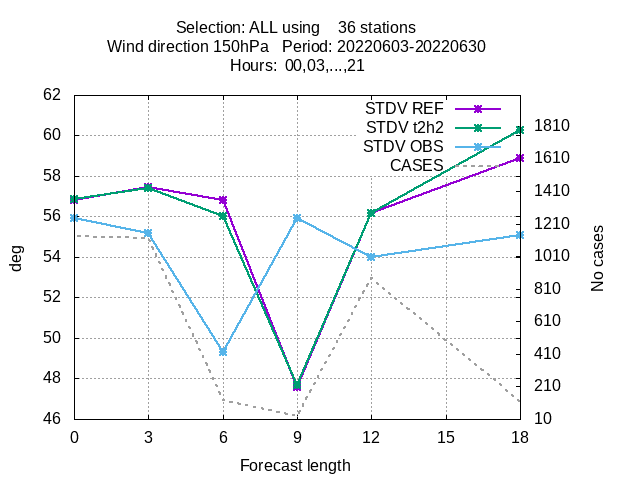 Selection: ALL using    36 stations
Wind direction 150hPa   Period: 20220603-20220630
Hours:  00,03,...,21
STDV REF
STDV t2h2
STDV OBS
CASES
deg
62
60
58
56
54
52
50
48
46
1810
1610
1410
1210
1010
810
610
410
210
10
No cases
0 3 6 9 12 15 18
Forecast length